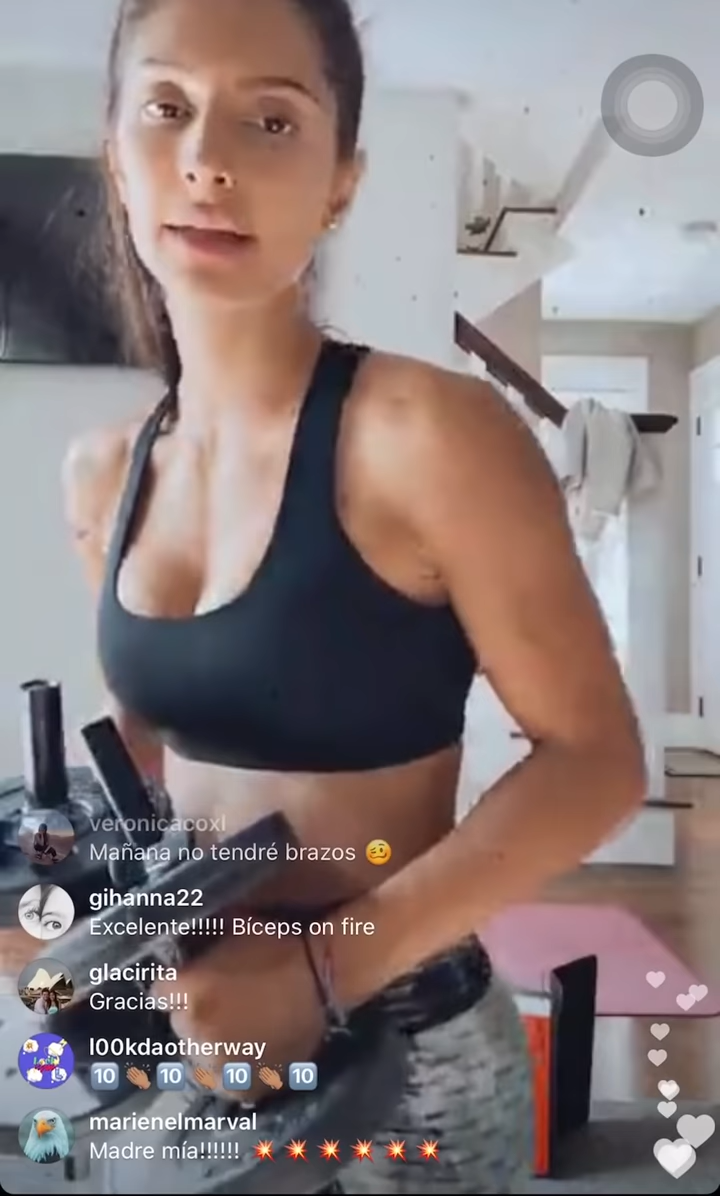 veronicacoxl
Mañana no tendré brazos 🥴
gihanna22
Excelente!!!!! Bíceps on fire
glacirita
Gracias!!!
l00kdaotherway
🔟👏🏽🔟👏🏽🔟👏🏽🔟
marienelmarval
Madre mía!!!!!! 💥💥💥💥💥💥